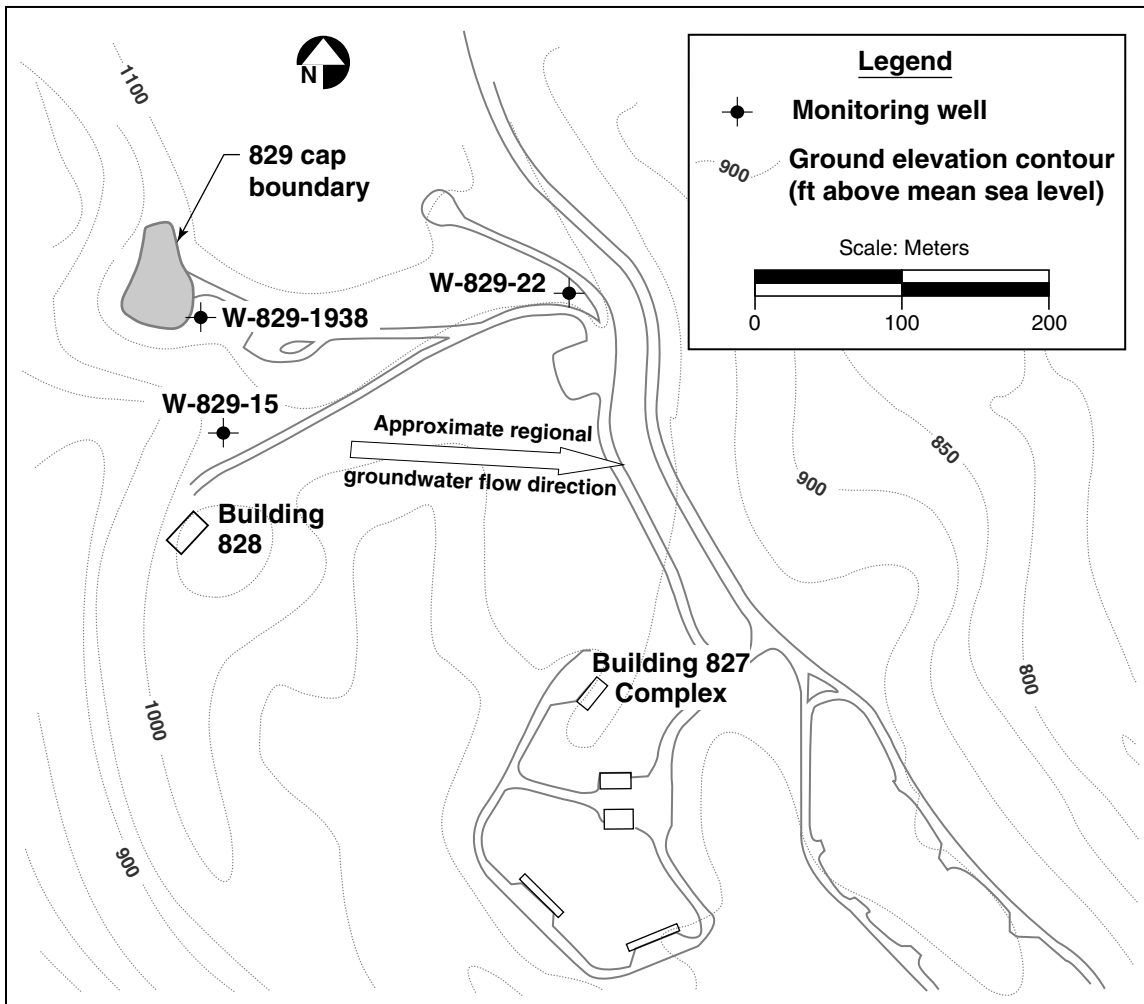 1100
N
829 cap
boundary
Legend
Monitoring well
900
Ground elevation contour
(ft above mean sea level)
Scale: Meters
0 100 200
W-829-22
W-829-1938
W-829-15
Approximate regional
groundwater flow direction
850
900
Building
828
Building 827
Complex
800
1000
900